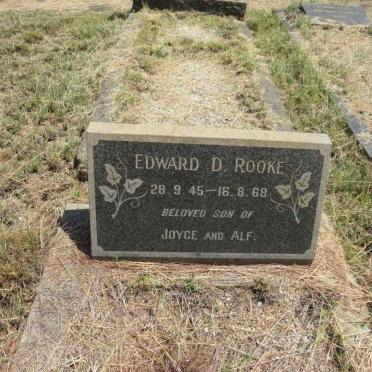 EDWARD D. ROOKE
28. 9. 45 — 16. 8. 68
BELOVED SON OF
JOYCE AND ALF.